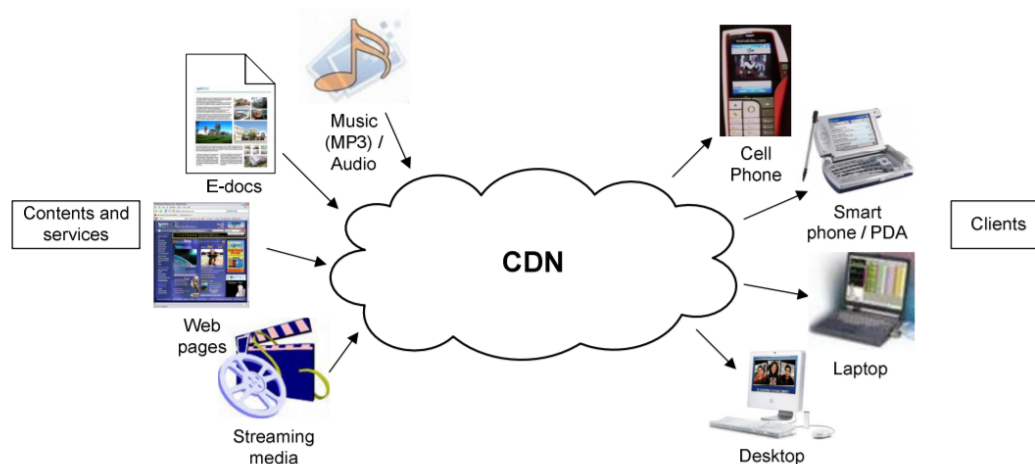 Music
(MP3) /
Audio
E-docs
Contents and
services
Web
pages
Streaming
media
CDN
Cell
Phone
Smart
phone / PDA
Clients
Laptop
Desktop